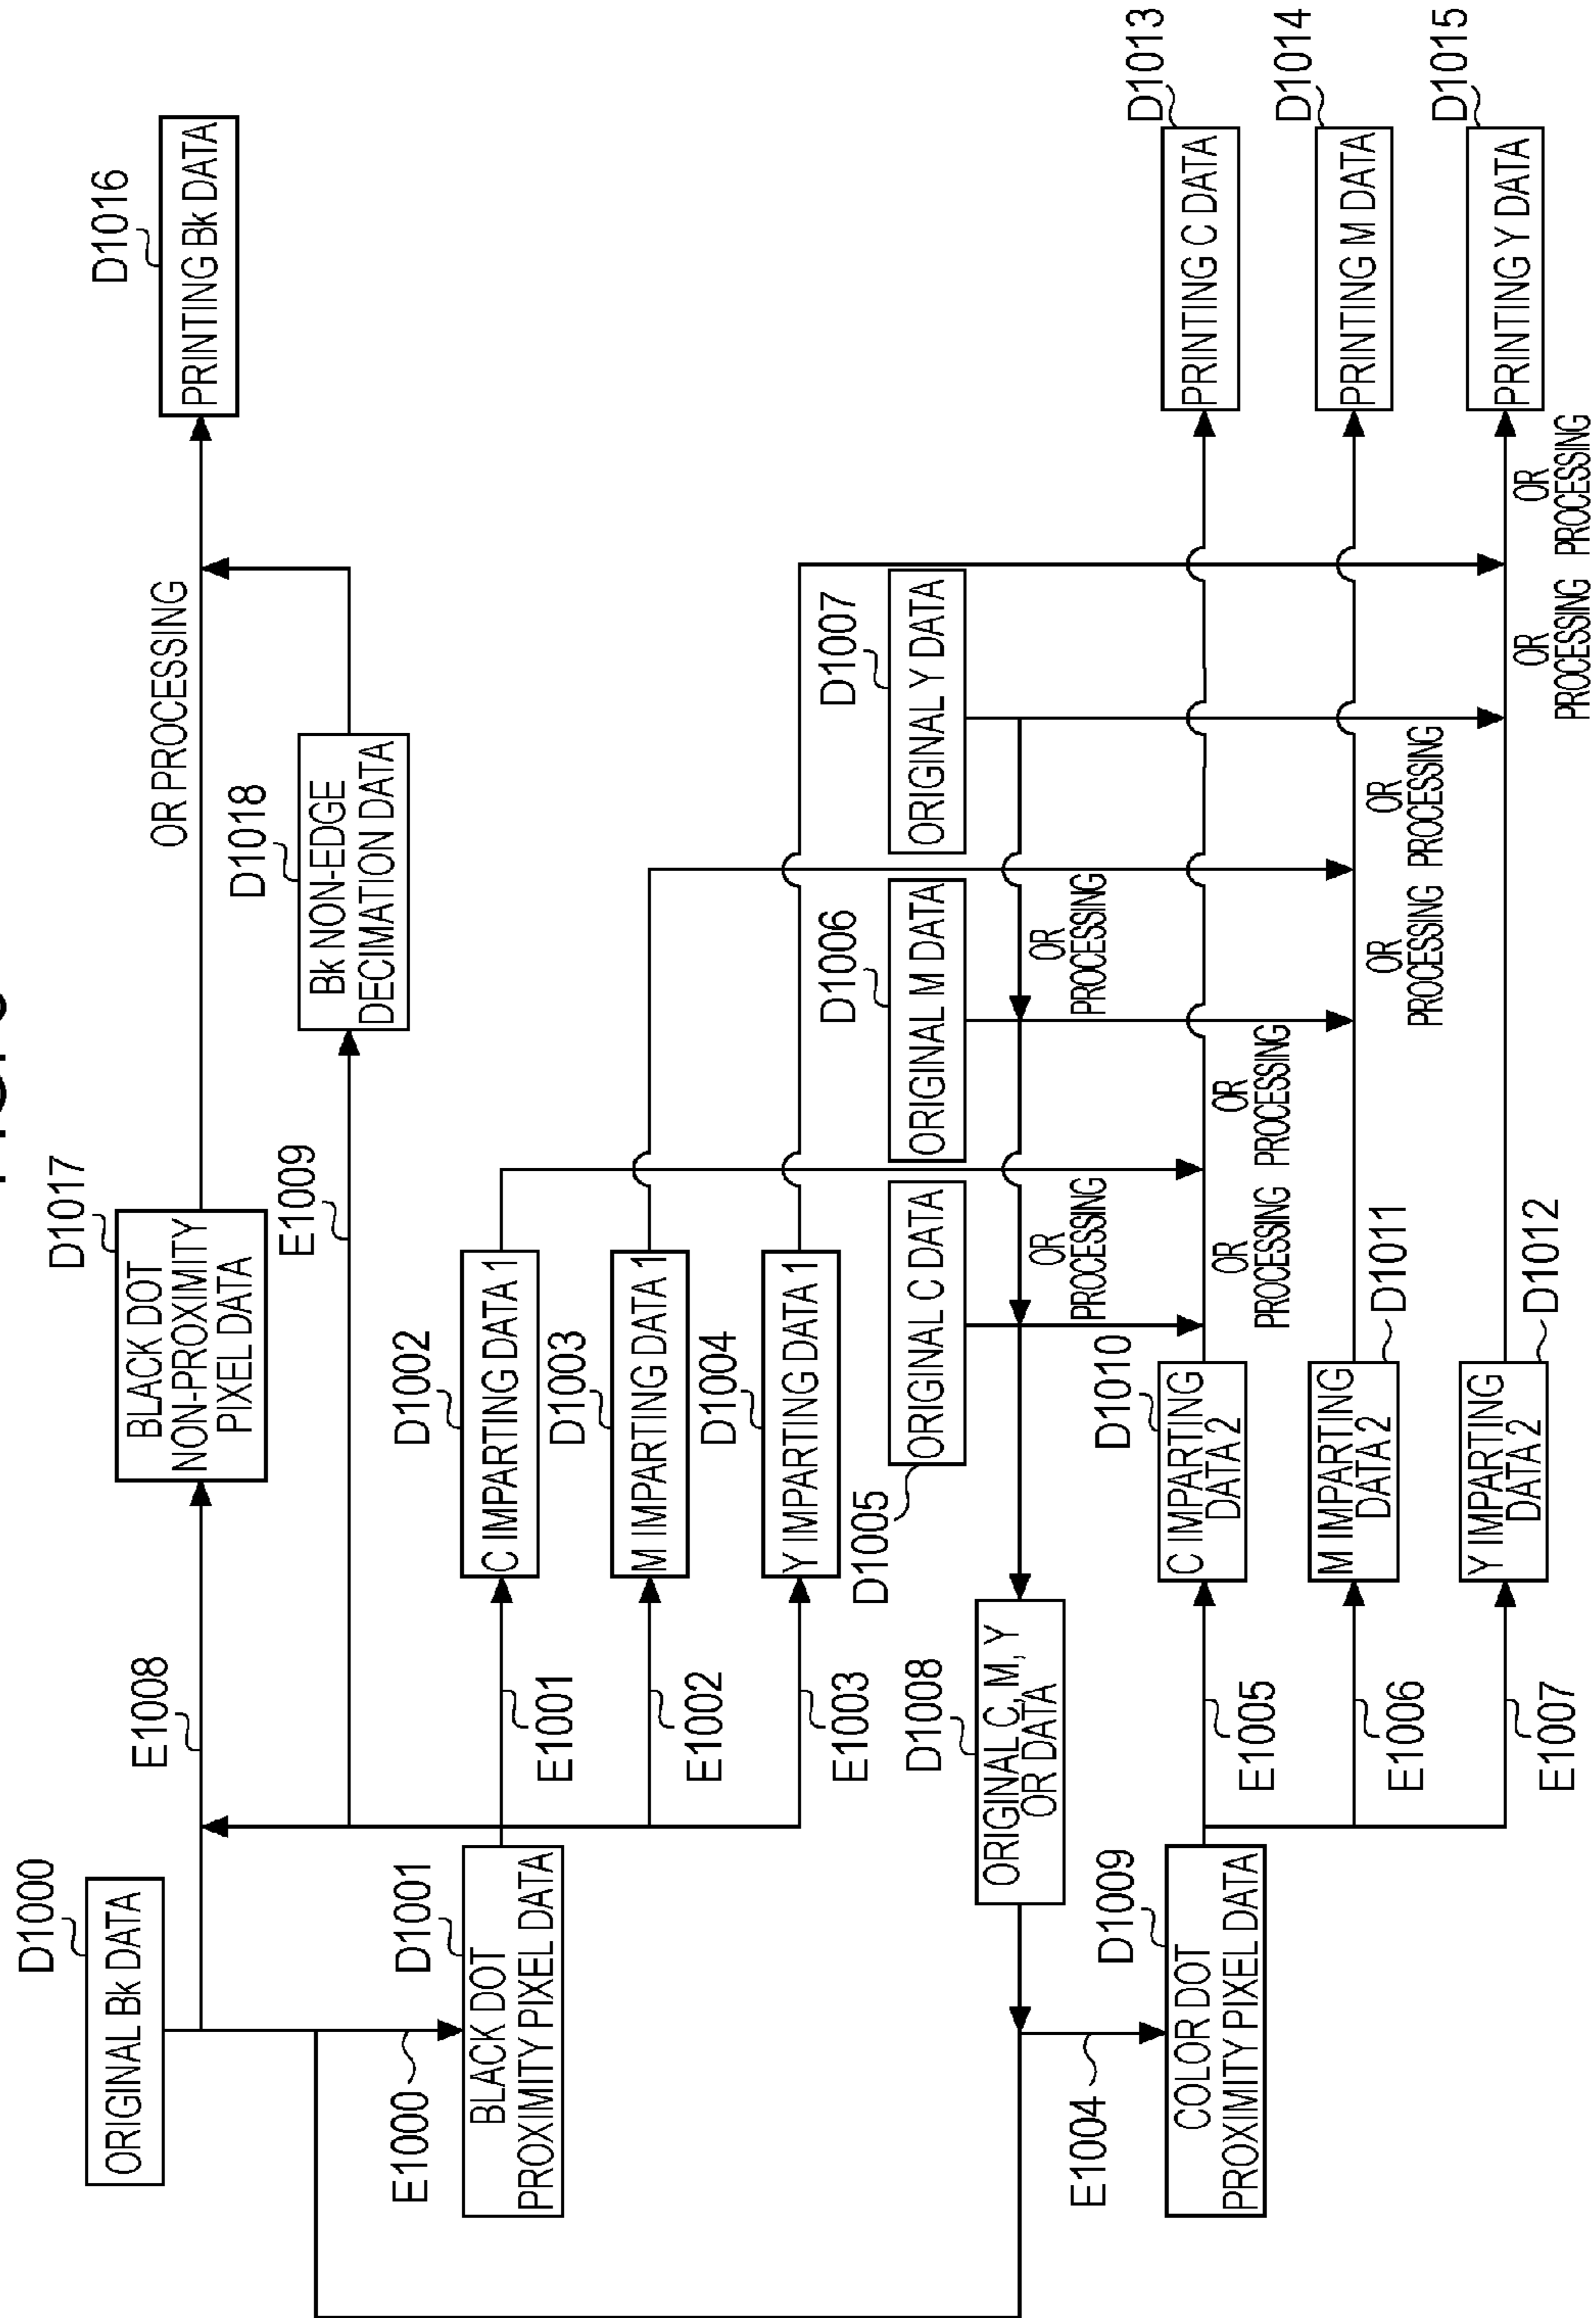 D1000
ORIGINAL Bk DATA
E1008
D1017
BLACK DOT
NON-PROXIMITY
PIXEL DATA
OR PROCESSING
D1016
PRINTING Bk DATA
E1009
D1018
Bk NON-EDGE
DECIMATION DATA
E1000
D1001
BLACK DOT
PROXIMITY PIXEL DATA
E1001
D1002
C IMPARTING DATA 1
E1002
D1003
M IMPARTING DATA 1
E1003
D1004
Y IMPARTING DATA 1
D1005
ORIGINAL C DATA
D1006
ORIGINAL M DATA
D1007
ORIGINAL Y DATA
D1008
ORIGINAL C, M, Y
OR DATA
OR
PROCESSING
OR
PROCESSING
E1004
D1009
COLOR DOT
PROXIMITY PIXEL DATA
E1005
D1010
C IMPARTING
DATA 2
OR
PROCESSING
OR
PROCESSING
D1013
PRINTING C DATA
E1006
M IMPARTING
DATA 2
D1011
OR
PROCESSING
OR
PROCESSING
D1014
PRINTING M DATA
E1007
Y IMPARTING
DATA 2
D1012
OR
PROCESSING
OR
PROCESSING
D1015
PRINTING Y DATA